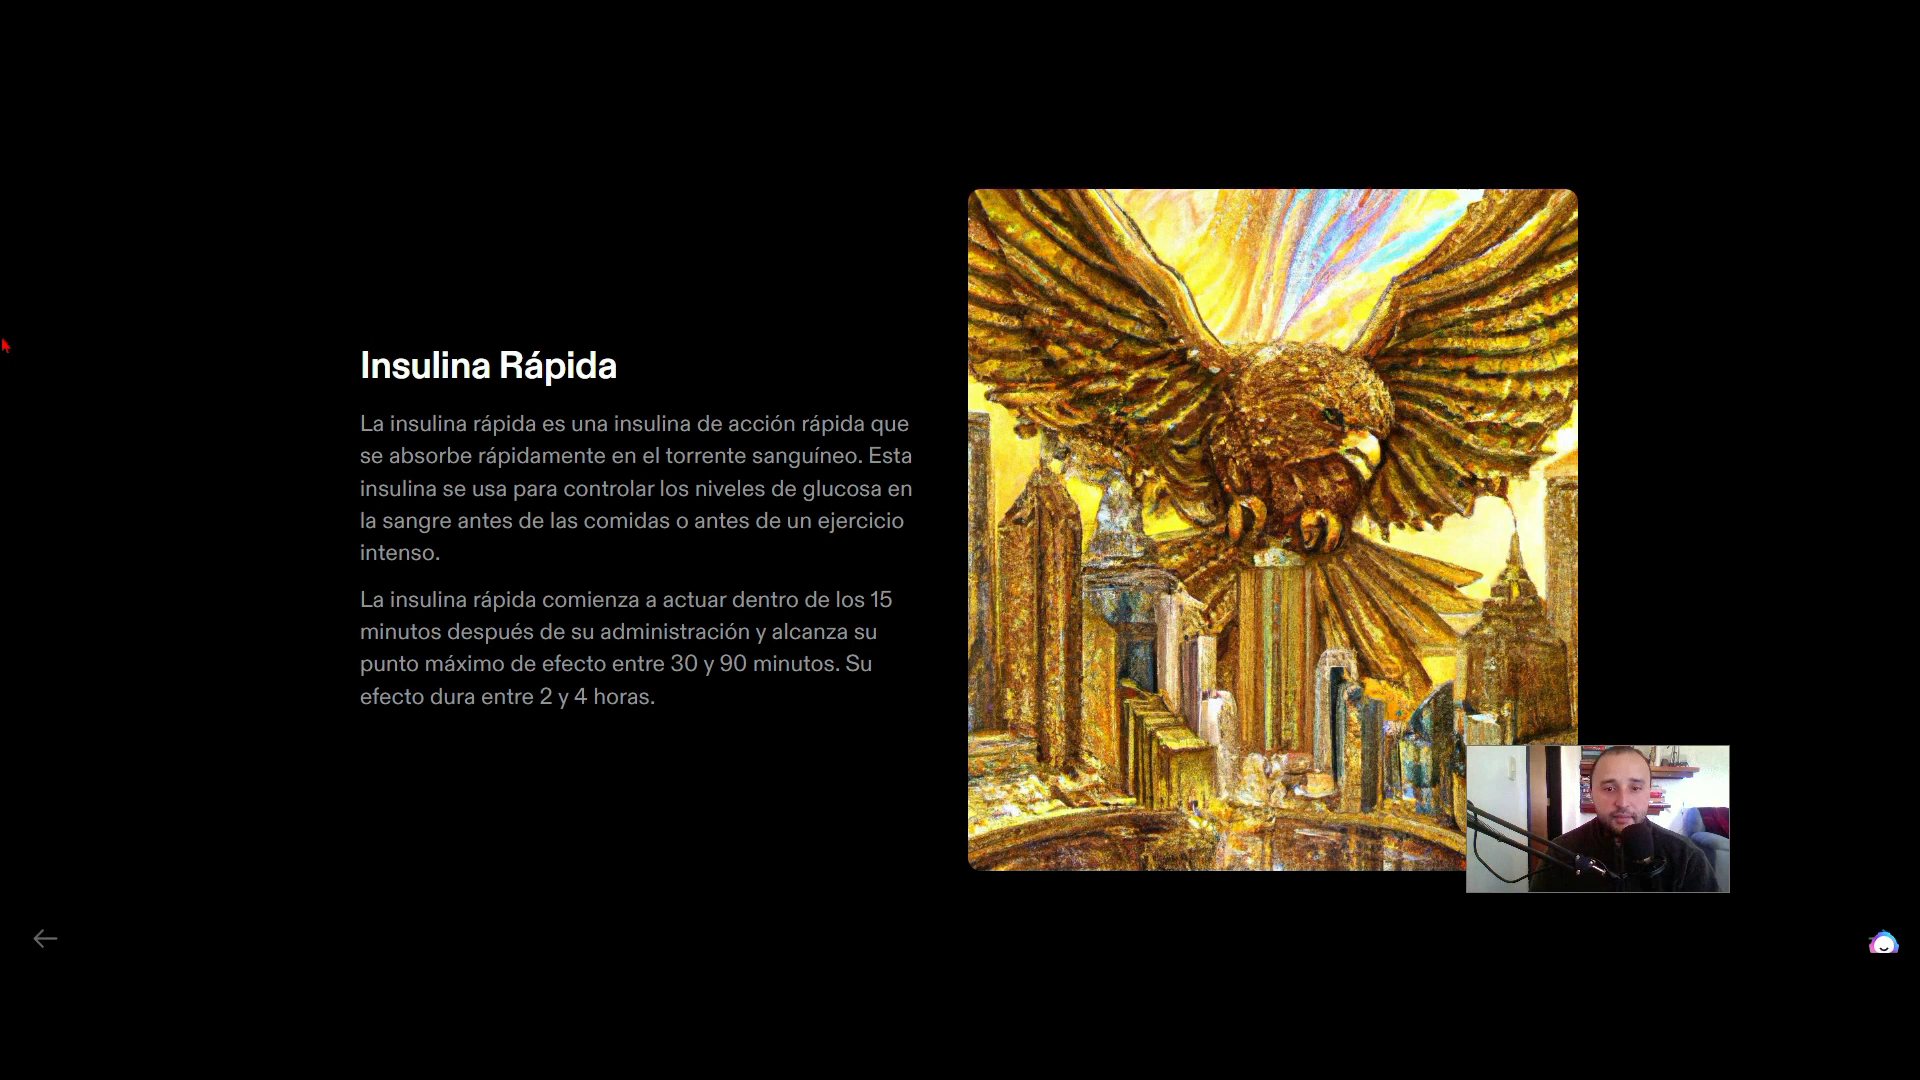 Insulina Rápida
La insulina rápida es una insulina de acción rápida que
se absorbe rápidamente en el torrente sanguíneo. Esta
insulina se usa para controlar los niveles de glucosa en
la sangre antes de las comidas o antes de un ejercicio
intenso.
La insulina rápida comienza a actuar dentro de los 15
minutos después de su administración y alcanza su
punto máximo de efecto entre 30 y 90 minutos. Su
efecto dura entre 2 y 4 horas.